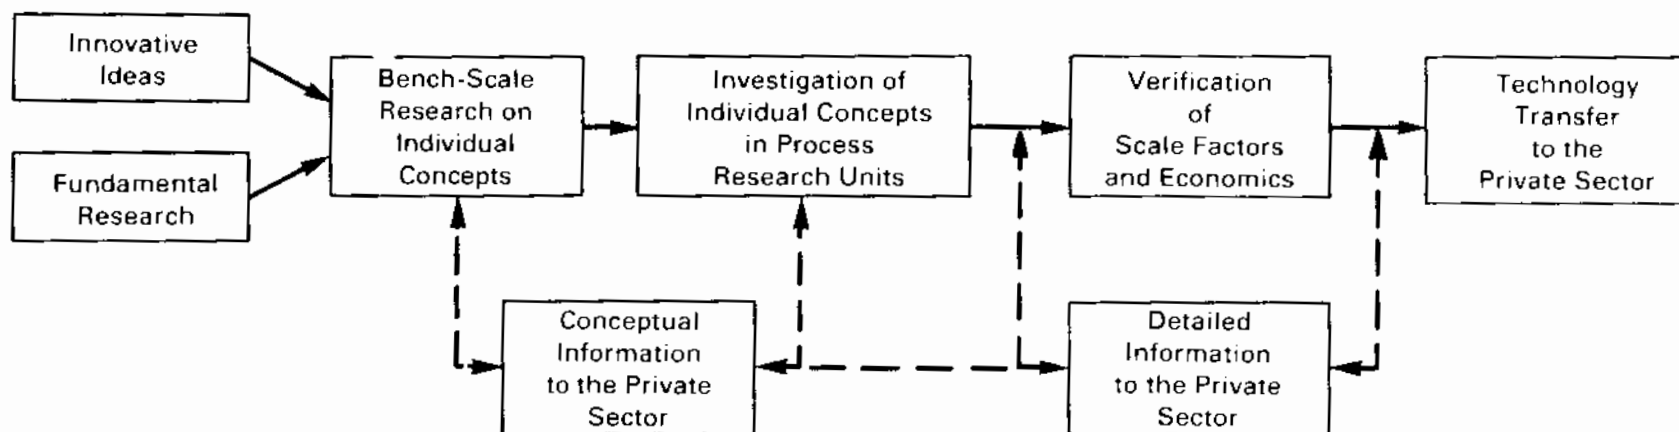 Innovative
Ideas
Fundamental
Research
Bench-Scale
Research on
Individual
Concepts
Investigation of
Individual Concepts
in Process
Research Units
Verification
of
Scale Factors
and Economics
Technology
Transfer
to the
Private Sector
Conceptual
Information
to the Private
Sector
Detailed
Information
to the Private
Sector